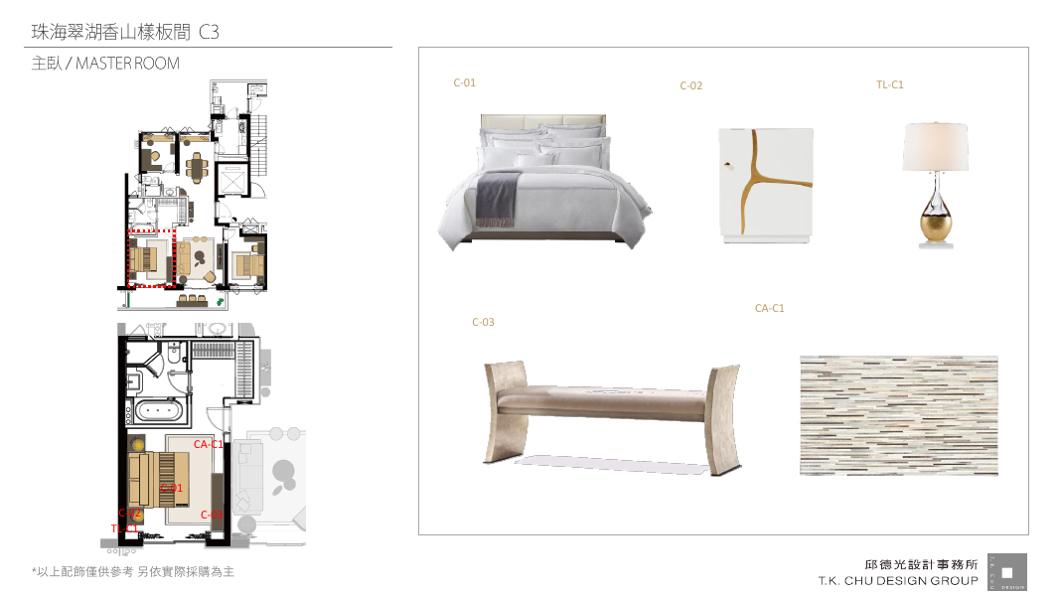 珠海翠湖香山樣板間 C3
主臥 / MASTER ROOM
C-01
C-02
TL-C1
C-03
CA-C1
CA-C1
C-01
C-02
C-03
TL-C1
*以上配飾僅供參考 另依實際採購為主
邱德光設計事務所
T.K. CHU DESIGN GROUP